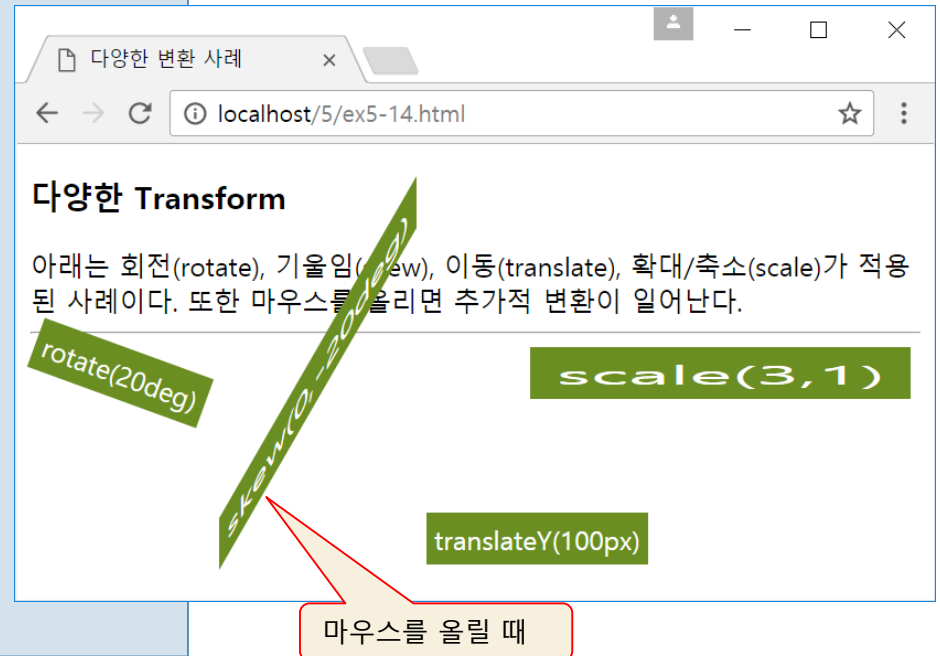 다양한 변환 사례
localhost/5/ex5-14.html
다양한 Transform
아래는 회전(rotate), 기울임(skew), 이동(translate), 확대/축소(scale)가 적용
된 사례이다. 또한 마우스를 올리면 추가적 변환이 일어난다.
rotate(20deg)
skew(0,-20deg)
scale(3,1)
translateY(100px)
마우스를 올릴 때